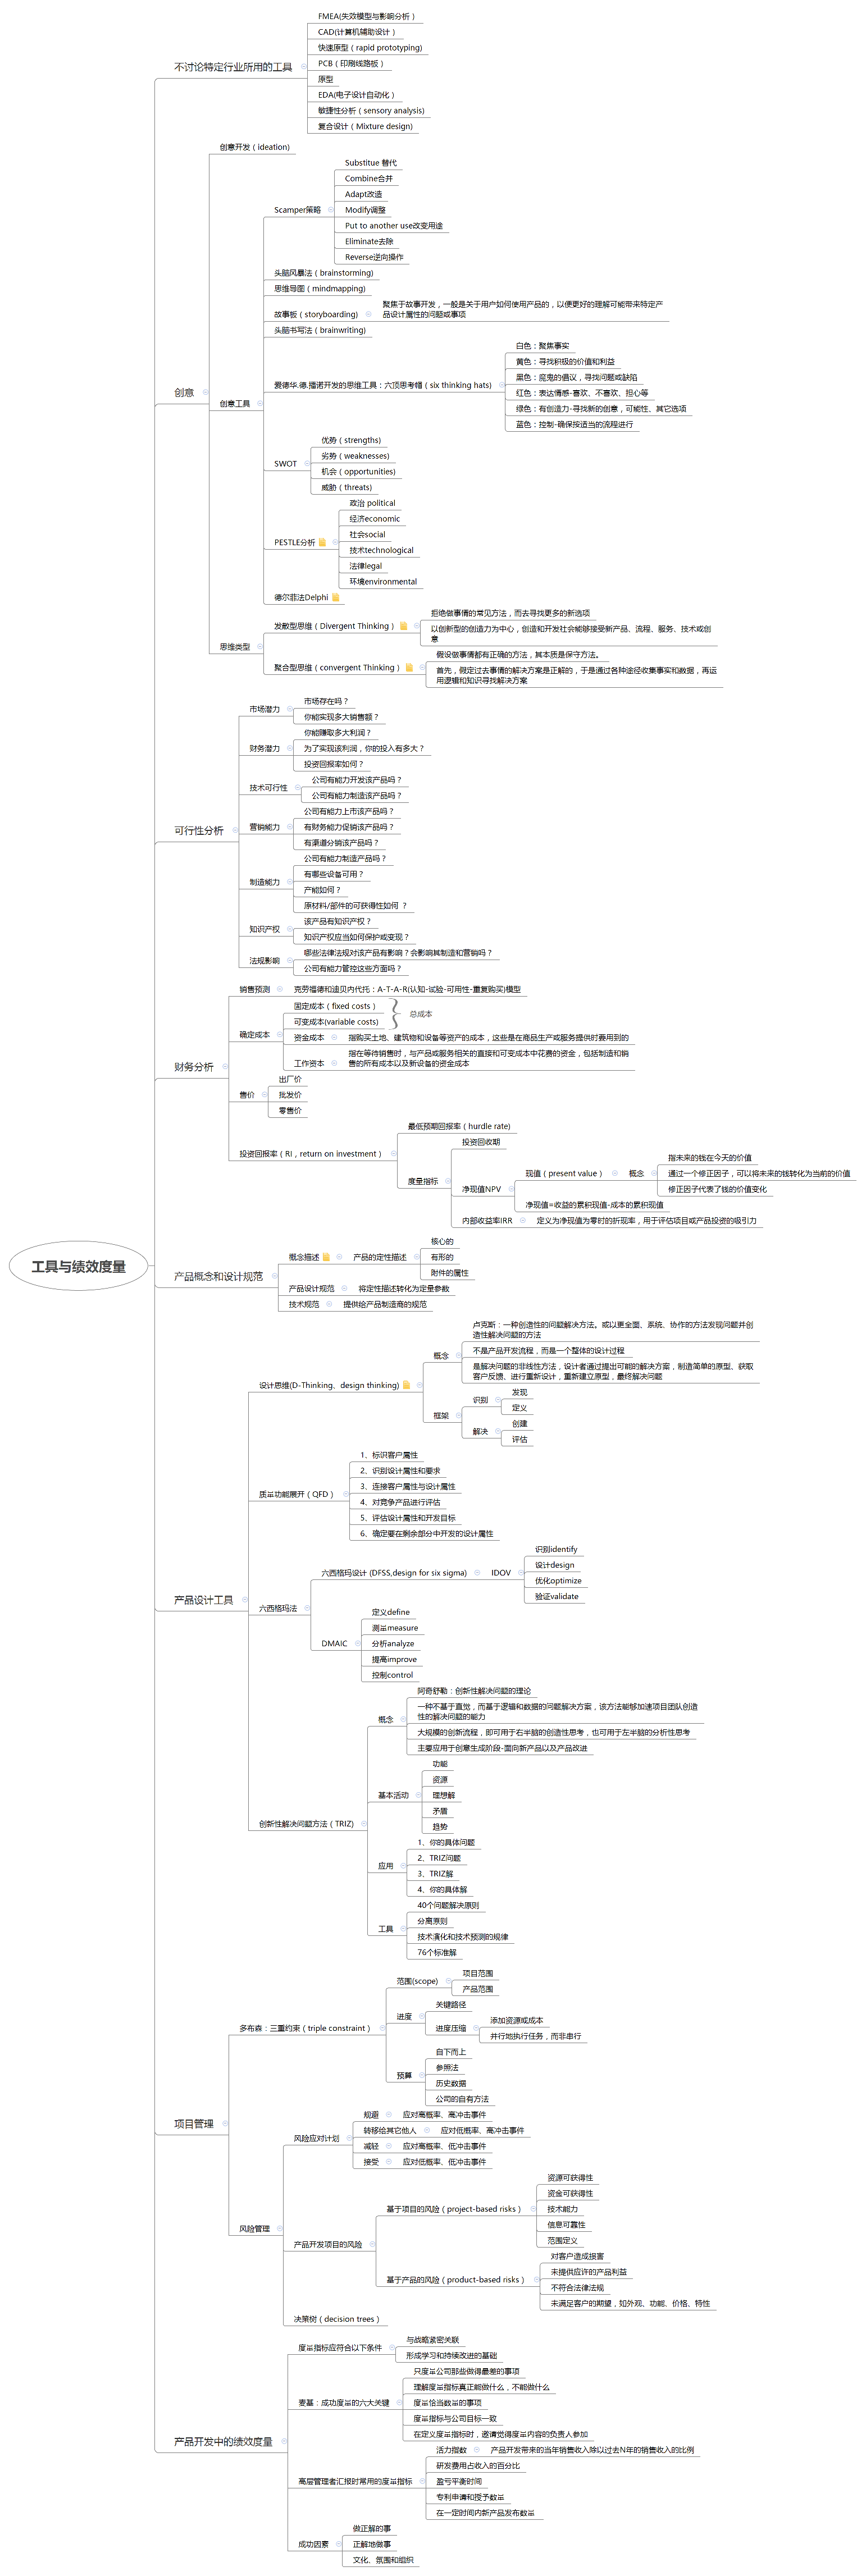 工具与绩效度量
不讨论特定行业所用的工具
FMEA(失效模型与影响分析）
CAD(计算机辅助设计）
快速原型（rapid prototyping)
PCB（印刷线路板）
原型
EDA(电子设计自动化）
敏捷性分析（sensory analysis)
复合设计（Mixture design)
创意
创意开发（ideation)
创意工具
Scamper策略
Substitue 替代
Combine合并
Adapt改造
Modify调整
Put to another use改变用途
Eliminate去除
Reverse逆向操作
头脑风暴法（brainstorming)
思维导图（mindmapping)
故事板（storyboarding)
聚焦于故事开发，一般是关于用户如何使用产品的，以便更好的理解可能带来特定产
品设计属性的问题或事项
头脑书写法（brainwriting)
爱德华.德.播诺开发的思维工具：六顶思考帽（six thinking hats)
白色：聚焦事实
黄色：寻找积极的价值和利益
黑色：魔鬼的倡议，寻找问题或缺陷
红色：表达情感-喜欢、不喜欢、担心等
绿色：有创造力-寻找新的创意，可能性、其它选项
蓝色：控制-确保按适当的流程进行
SWOT
优势（strengths)
劣势（weaknesses)
机会（opportunities)
威胁（threats)
PESTLE分析
政治 political
经济economic
社会social
技术technological
法律legal
环境environmental
德尔菲法Delphi
思维类型
发散型思维（Divergent Thinking）
拒绝做事情的常见方法，而去寻找更多的新选项
以创新型的创造力为中心，创造和开发社会能够接受新产品、流程、服务、技术或创
意
聚合型思维（convergent Thinking）
假设做事情都有正确的方法，其本质是保守方法。
首先，假定过去事情的解决方案是正解的，于是通过各种途径收集事实和数据，再运
用逻辑和知识寻找解决方案
可行性分析
市场潜力
市场存在吗？
你能实现多大销售额？
财务潜力
你能赚取多大利润？
为了实现该利润，你的投入有多大？
投资回报率如何？
技术可行性
公司有能力开发该产品吗？
公司有能力制造该产品吗？
营销能力
公司有能力上市该产品吗？
有财务能力促销该产品吗？
有渠道分销该产品吗？
制造能力
公司有能力制造产品吗？
有哪些设备可用？
产能如何？
原材料/部件的可获得性如何 ？
知识产权
该产品有知识产权？
知识产权应当如何保护或变现？
法规影响
哪些法律法规对该产品有影响？会影响其制造和营销吗？
公司有能力管控这些方面吗？
财务分析
销售预测
克劳福德和迪贝内代托：A-T-A-R(认知-试验-可用性-重复购买)模型
确定成本
固定成本（fixed costs）
可变成本(variable costs)
总成本
资金成本
指购买土地、建筑物和设备等资产的成本，这些是在商品生产或服务提供时要用到的
工作资本
指在等待销售时，与产品或服务相关的直接和可变成本中花费的资金，包括制造和销
售的所有成本以及新设备的资金成本
售价
出厂价
批发价
零售价
投资回报率（RI，return on investment）
最低预期回报率（hurdle rate)
度量指标
投资回收期
净现值NPV
现值（present value）
概念
指未来的钱在今天的价值
通过一个修正因子，可以将未来的钱转化为当前的价值
修正因子代表了钱的价值变化
净现值=收益的累积现值-成本的累积现值
内部收益率IRR
定义为净现值为零时的折现率，用于评估项目或产品投资的吸引力
产品概念和设计规范
概念描述
产品的定性描述
核心的
有形的
附件的属性
产品设计规范
将定性描述转化为定量参数
技术规范
提供给产品制造商的规范
产品设计工具
设计思维(D-Thinking、design thinking)
概念
卢克斯：一种创造性的问题解决方法。或以更全面、系统、协作的方法发现问题并创
造性解决问题的方法
不是产品开发流程，而是一个整体的设计过程
是解决问题的非线性方法，设计者通过提出可能的解决方案，制造简单的原型、获取
客户反馈、进行重新设计，重新建立原型，最终解决问题
框架
识别
发现
定义
解决
创建
评估
质量功能展开（QFD）
1、标识客户属性
2、识别设计属性和要求
3、连接客户属性与设计属性
4、对竞争产品进行评估
5、评估设计属性和开发目标
6、确定要在剩余部分中开发的设计属性
六西格玛法
六西格玛设计 (DFSS,design for six sigma)
IDOV
识别identify
设计design
优化optimize
验证validate
DMAIC
定义define
测量measure
分析analyze
提高improve
控制control
创新性解决问题方法（TRIZ)
概念
阿奇舒勒：创新性解决问题的理论
一种不基于直觉，而基于逻辑和数据的问题解决方案，该方法能够加速项目团队创造
性的解决问题的能力
大规模的创新流程，即可用于右半脑的创造性思考，也可用于左半脑的分析性思考
主要应用于创意生成阶段-面向新产品以及产品改进
基本活动
功能
资源
理想解
矛盾
趋势
应用
1、你的具体问题
2、TRIZ问题
3、TRIZ解
4、你的具体解
工具
40个问题解决原则
分离原则
技术演化和技术预测的规律
76个标准解
项目管理
多布森：三重约束（triple constraint）
范围(scope)
项目范围
产品范围
进度
关键路径
进度压缩
添加资源或成本
并行地执行任务，而非串行
预算
自下而上
参照法
历史数据
公司的自有方法
风险管理
风险应对计划
规避
应对高概率、高冲击事件
转移给其它他人
应对低概率、高冲击事件
减轻
应对高概率、低冲击事件
接受
应对低概率、低冲击事件
产品开发项目的风险
基于项目的风险（project-based risks）
资源可获得性
资金可获得性
技术能力
信息可靠性
范围定义
基于产品的风险（product-based risks）
对客户造成损害
未提供应许的产品利益
不符合法律法规
未满足客户的期望，如外观、功能、价格、特性
决策树（decision trees）
产品开发中的绩效度量
度量指标应符合以下条件
与战略紧密关联
形成学习和持续改进的基础
麦基：成功度量的六大关键
只度量公司那些做得最差的事项
理解度量指标真正能做什么，不能做什么
度量恰当数量的事项
度量指标与公司目标一致
在定义度量指标时，邀请觉得度量内容的负责人参加
高层管理者汇报时常用的度量指标
活力指数
产品开发带来的当年销售收入除以过去N年的销售收入的比例
研发费用占收入的百分比
盈亏平衡时间
专利申请和授予数量
在一定时间内新产品发布数量
成功因素
做正解的事
正解地做事
文化、氛围和组织